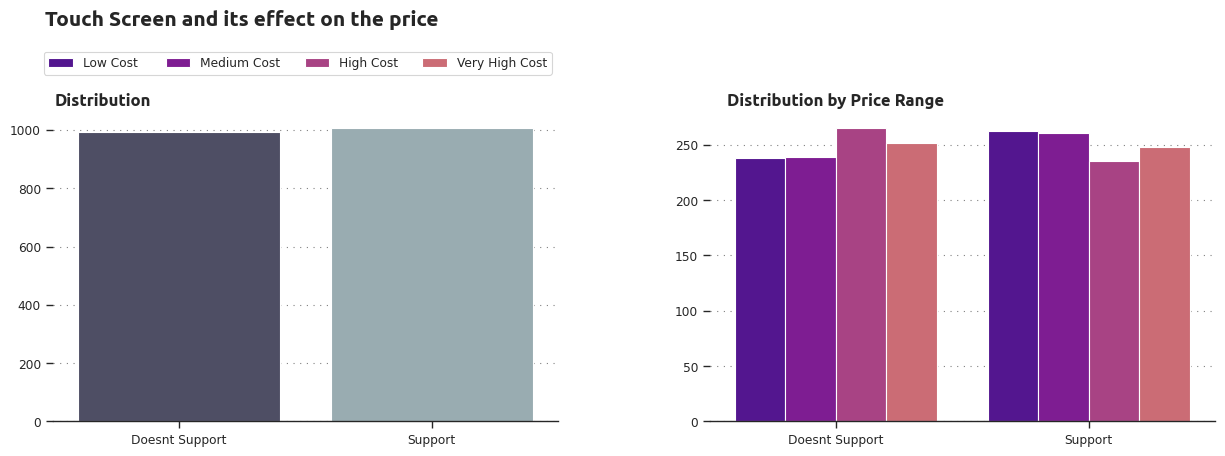 Touch Screen and its effect on the price
Low Cost Medium Cost High Cost Very High Cost
Distribution
1000
800
600
400
200
0
Doesnt Support Support
Distribution by Price Range
250
200
150
100
50
0
Doesnt Support Support